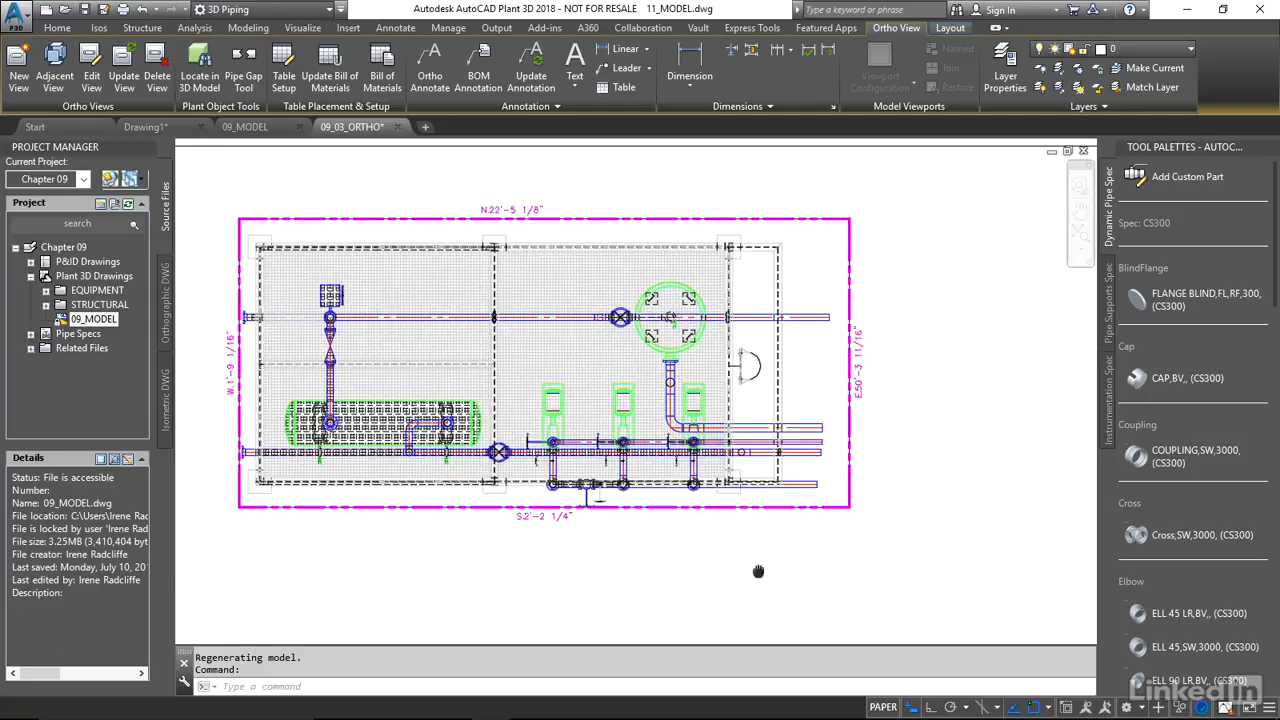 Autodesk AutoCAD Plant 3D 2018 - NOT FOR RESALE 11_MODEL.dwg
3D Piping
Type a keyword or phrase
Sign In
P3D
Home Isos Structure Analysis Modeling Visualize Insert Annotate Manage Output Add-ins A360 Collaboration Vault Express Tools Featured Apps Ortho View Layout
New View
Adjacent View
Edit View
Update View
Delete View
Locate in 3D Model
Pipe Gap Tool
Table Setup
Update Bill of Materials
Bill of Materials
Ortho Annotate
BOM Annotation
Update Annotation
Text
Linear
Leader
Table
Dimension
Viewport Configuration
Named
Join
Restore
Layer Properties
0
Make Current
Match Layer
Ortho Views Plant Object Tools Table Placement & Setup Annotation Dimensions Model Viewports Layers
Start Drawing1* 09_MODEL 09_03_ORTHO*
PROJECT MANAGER
Current Project:
Chapter 09
Project
search
Chapter 09
P&ID Drawings
Plant 3D Drawings
EQUIPMENT
STRUCTURAL
09_MODEL
Pipe Specs
Related Files
Source Files
Orthographic DWG
Isometric DWG
Details
Status: File is accessible
Number:
Name: 09_MODEL.dwg
File location: C:\Users\Irene Rad
File is locked by user 'Irene Rad
File size: 3.25MB (3,410,404 byt
File creator: Irene Radcliffe
Last saved: Monday, July 10, 201
Last edited by: Irene Radcliffe
Description:
N.22'-5 1/8"
W.1'-9 1/16"
E.50'-3 11/16"
S.2'-2 1/4"
Regenerating model.
Command:
Type a command
TOOL PALETTES - AUTOC...
Dynamic Pipe Spec
Pipe Supports Spec
Instrumentation Spec
Add Custom Part
Spec: CS300
BlindFlange
FLANGE BLIND,FL,RF,300,
(CS300)
Cap
CAP,BV,, (CS300)
Coupling
COUPLING,SW,3000,
(CS300)
Cross
Cross,SW,3000, (CS300)
Elbow
ELL 45 LR,BV,, (CS300)
ELL 45,SW,3000, (CS300)
ELL 90 LR,BV,, (CS300)
LinkedIn
PAPER